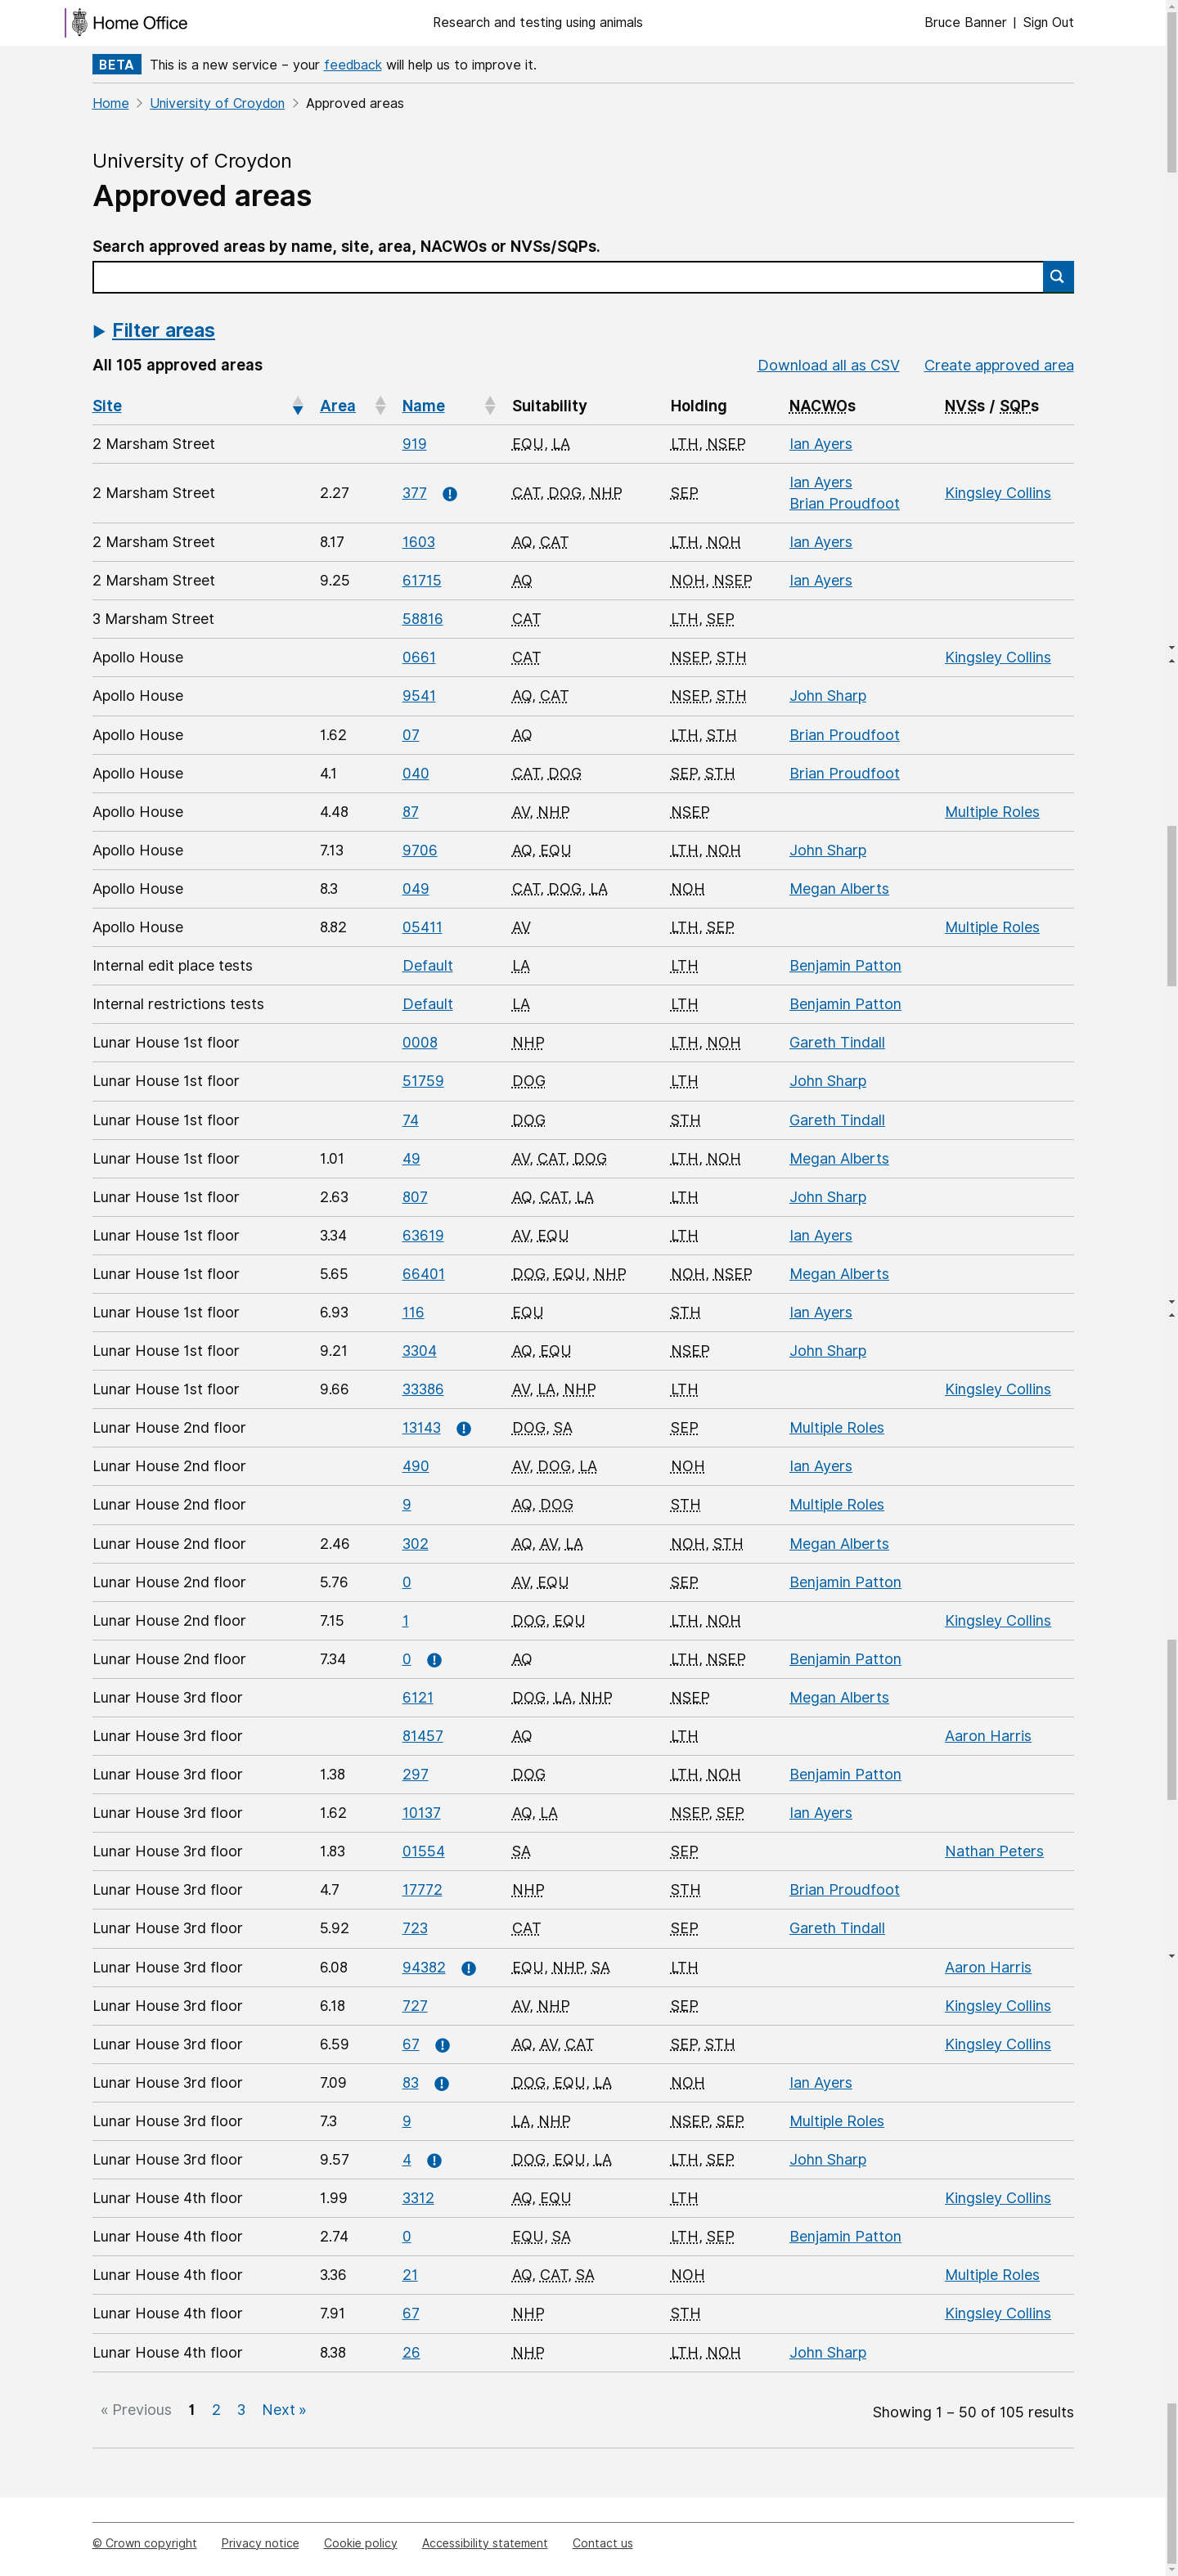 Home Office Research and testing using animals Bruce Banner | Sign Out
BETA This is a new service – your feedback will help us to improve it.
Home > University of Croydon > Approved areas
University of Croydon
Approved areas
Search approved areas by name, site, area, NACWOs or NVSs/SQPs.
Filter areas
All 105 approved areas Download all as CSV Create approved area
Site Area Name Suitability Holding NACWOs NVSs / SQPs
2 Marsham Street 919 EQU, LA LTH, NSEP Ian Ayers
2 Marsham Street 2.27 377 ! CAT, DOG, NHP SEP Ian Ayers Brian Proudfoot Kingsley Collins
2 Marsham Street 8.17 1603 AQ, CAT LTH, NOH Ian Ayers
2 Marsham Street 9.25 61715 AQ NOH, NSEP Ian Ayers
3 Marsham Street 58816 CAT LTH, SEP
Apollo House 0661 CAT NSEP, STH Kingsley Collins
Apollo House 9541 AQ, CAT NSEP, STH John Sharp
Apollo House 1.62 07 AQ LTH, STH Brian Proudfoot
Apollo House 4.1 040 CAT, DOG SEP, STH Brian Proudfoot
Apollo House 4.48 87 AV, NHP NSEP Multiple Roles
Apollo House 7.13 9706 AQ, EQU LTH, NOH John Sharp
Apollo House 8.3 049 CAT, DOG, LA NOH Megan Alberts
Apollo House 8.82 05411 AV LTH, SEP Multiple Roles
Internal edit place tests Default LA LTH Benjamin Patton
Internal restrictions tests Default LA LTH Benjamin Patton
Lunar House 1st floor 0008 NHP LTH, NOH Gareth Tindall
Lunar House 1st floor 51759 DOG LTH John Sharp
Lunar House 1st floor 74 DOG STH Gareth Tindall
Lunar House 1st floor 1.01 49 AV, CAT, DOG LTH, NOH Megan Alberts
Lunar House 1st floor 2.63 807 AQ, CAT, LA LTH John Sharp
Lunar House 1st floor 3.34 63619 AV, EQU LTH Ian Ayers
Lunar House 1st floor 5.65 66401 DOG, EQU, NHP NOH, NSEP Megan Alberts
Lunar House 1st floor 6.93 116 EQU STH Ian Ayers
Lunar House 1st floor 9.21 3304 AQ, EQU NSEP John Sharp
Lunar House 1st floor 9.66 33386 AV, LA, NHP LTH Kingsley Collins
Lunar House 2nd floor 13143 ! DOG, SA SEP Multiple Roles
Lunar House 2nd floor 490 AV, DOG, LA NOH Ian Ayers
Lunar House 2nd floor 9 AQ, DOG STH Multiple Roles
Lunar House 2nd floor 2.46 302 AQ, AV, LA NOH, STH Megan Alberts
Lunar House 2nd floor 5.76 0 AV, EQU SEP Benjamin Patton
Lunar House 2nd floor 7.15 1 DOG, EQU LTH, NOH Kingsley Collins
Lunar House 2nd floor 7.34 0 ! AQ LTH, NSEP Benjamin Patton
Lunar House 3rd floor 6121 DOG, LA, NHP NSEP Megan Alberts
Lunar House 3rd floor 81457 AQ LTH Aaron Harris
Lunar House 3rd floor 1.38 297 DOG LTH, NOH Benjamin Patton
Lunar House 3rd floor 1.62 10137 AQ, LA NSEP, SEP Ian Ayers
Lunar House 3rd floor 1.83 01554 SA SEP Nathan Peters
Lunar House 3rd floor 4.7 17772 NHP STH Brian Proudfoot
Lunar House 3rd floor 5.92 723 CAT SEP Gareth Tindall
Lunar House 3rd floor 6.08 94382 ! EQU, NHP, SA LTH Aaron Harris
Lunar House 3rd floor 6.18 727 AV, NHP SEP Kingsley Collins
Lunar House 3rd floor 6.59 67 ! AQ, AV, CAT SEP, STH Kingsley Collins
Lunar House 3rd floor 7.09 83 ! DOG, EQU, LA NOH Ian Ayers
Lunar House 3rd floor 7.3 9 LA, NHP NSEP, SEP Multiple Roles
Lunar House 3rd floor 9.57 4 ! DOG, EQU, LA LTH, SEP John Sharp
Lunar House 4th floor 1.99 3312 AQ, EQU LTH Kingsley Collins
Lunar House 4th floor 2.74 0 EQU, SA LTH, SEP Benjamin Patton
Lunar House 4th floor 3.36 21 AQ, CAT, SA NOH Multiple Roles
Lunar House 4th floor 7.91 67 NHP STH Kingsley Collins
Lunar House 4th floor 8.38 26 NHP LTH, NOH John Sharp
« Previous 1 2 3 Next » Showing 1 – 50 of 105 results
© Crown copyright Privacy notice Cookie policy Accessibility statement Contact us